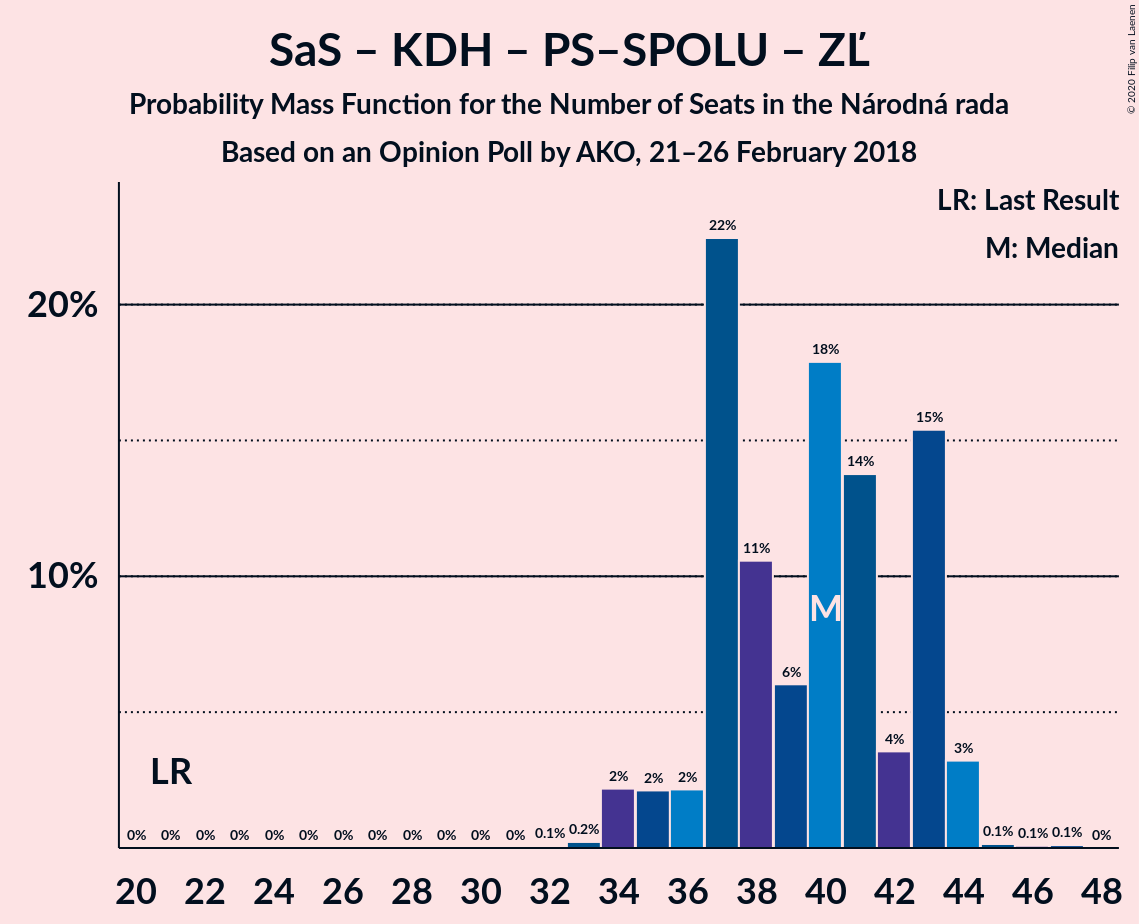 SaS – KDH – PS–SPOLU – ZĽ
Probability Mass Function for the Number of Seats in the Národná rada
Based on an Opinion Poll by AKO, 21–26 February 2018
© 2020 Filip van Laenen
LR: Last Result
M: Median
20%
10%
LR
M
0% 0% 0% 0% 0% 0% 0% 0% 0% 0% 0% 0% 0.1% 0.2% 2% 2% 2% 22% 11% 6% 18% 14% 4% 15% 3% 0.1% 0.1% 0.1% 0%
20 22 24 26 28 30 32 34 36 38 40 42 44 46 48